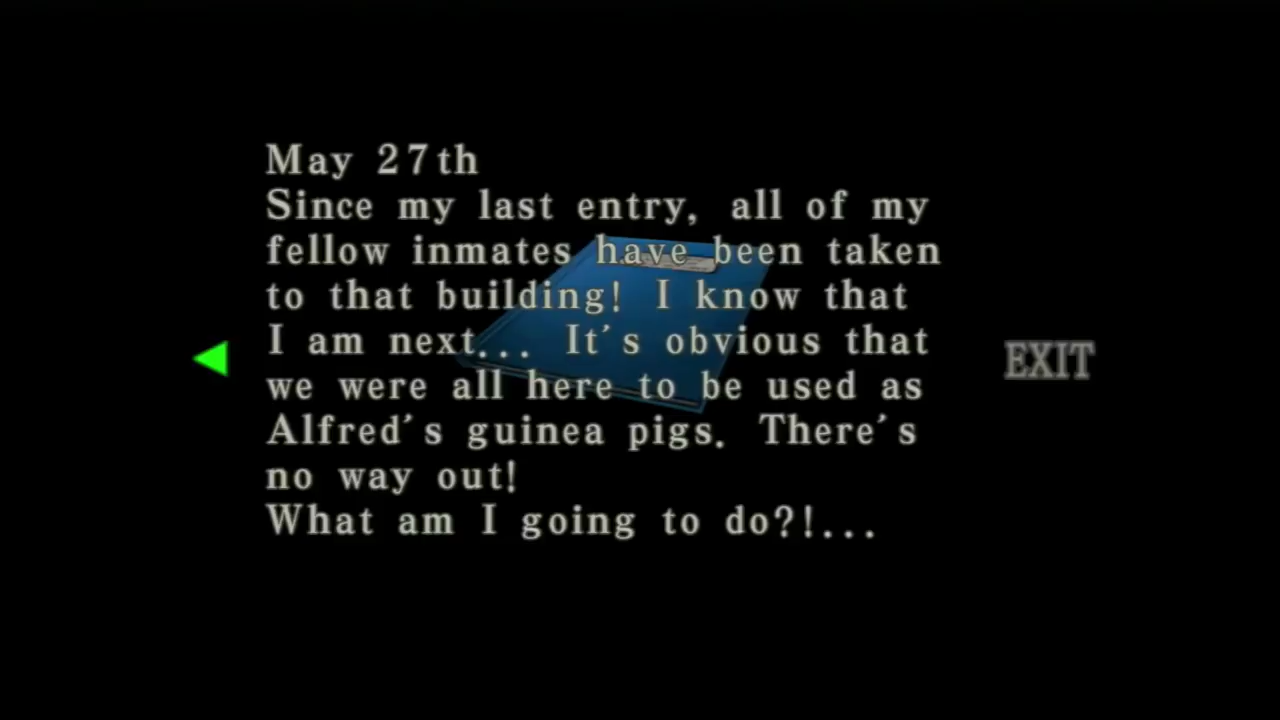 May 27th
Since my last entry, all of my
fellow inmates have been taken
to that building! I know that
I am next... It's obvious that
we were all here to be used as
Alfred's guinea pigs. There's
no way out!
What am I going to do?!...
EXIT